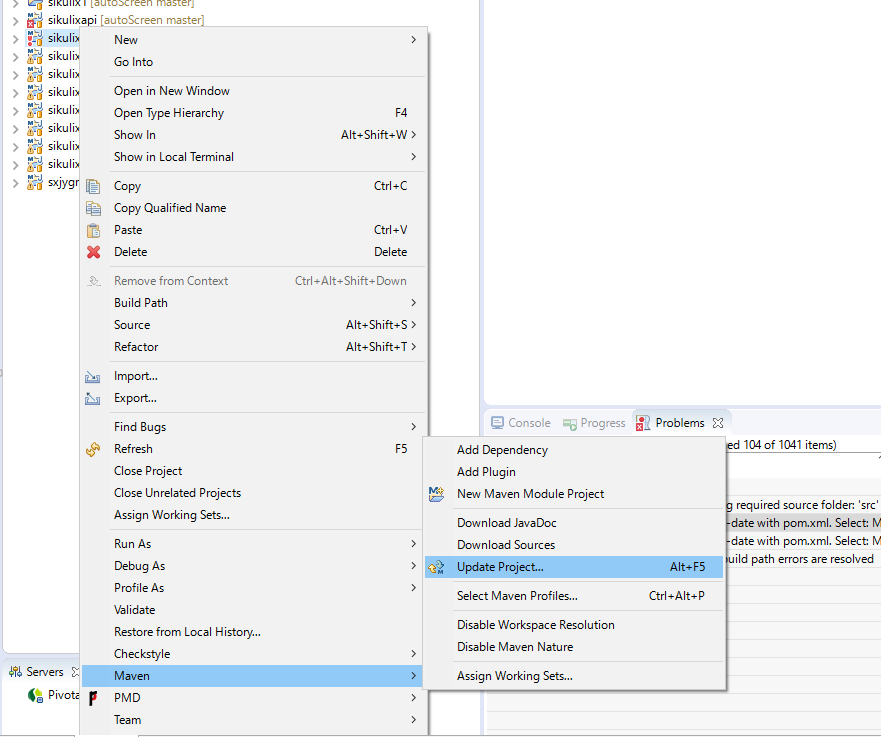 sikulix1 [autoScreen master]
sikulixapi [autoScreen master]
sikulix
sikulix
sikulix
sikulix
sikulix
sikulix
sikulix
sikulix
sxjygr
New
Go Into
Open in New Window
Open Type Hierarchy F4
Show In Alt+Shift+W
Show in Local Terminal
Copy Ctrl+C
Copy Qualified Name
Paste Ctrl+V
Delete Delete
Remove from Context Ctrl+Alt+Shift+Down
Build Path
Source Alt+Shift+S
Refactor Alt+Shift+T
Import...
Export...
Find Bugs
Refresh F5
Close Project
Close Unrelated Projects
Assign Working Sets...
Run As
Debug As
Profile As
Validate
Restore from Local History...
Checkstyle
Maven
PMD
Team
Add Dependency
Add Plugin
New Maven Module Project
Download JavaDoc
Download Sources
Update Project... Alt+F5
Select Maven Profiles... Ctrl+Alt+P
Disable Workspace Resolution
Disable Maven Nature
Assign Working Sets...
Console Progress Problems
ed 104 of 1041 items)
g required source folder: 'src'
-date with pom.xml. Select: M
-date with pom.xml. Select: M
build path errors are resolved
Servers
Pivota